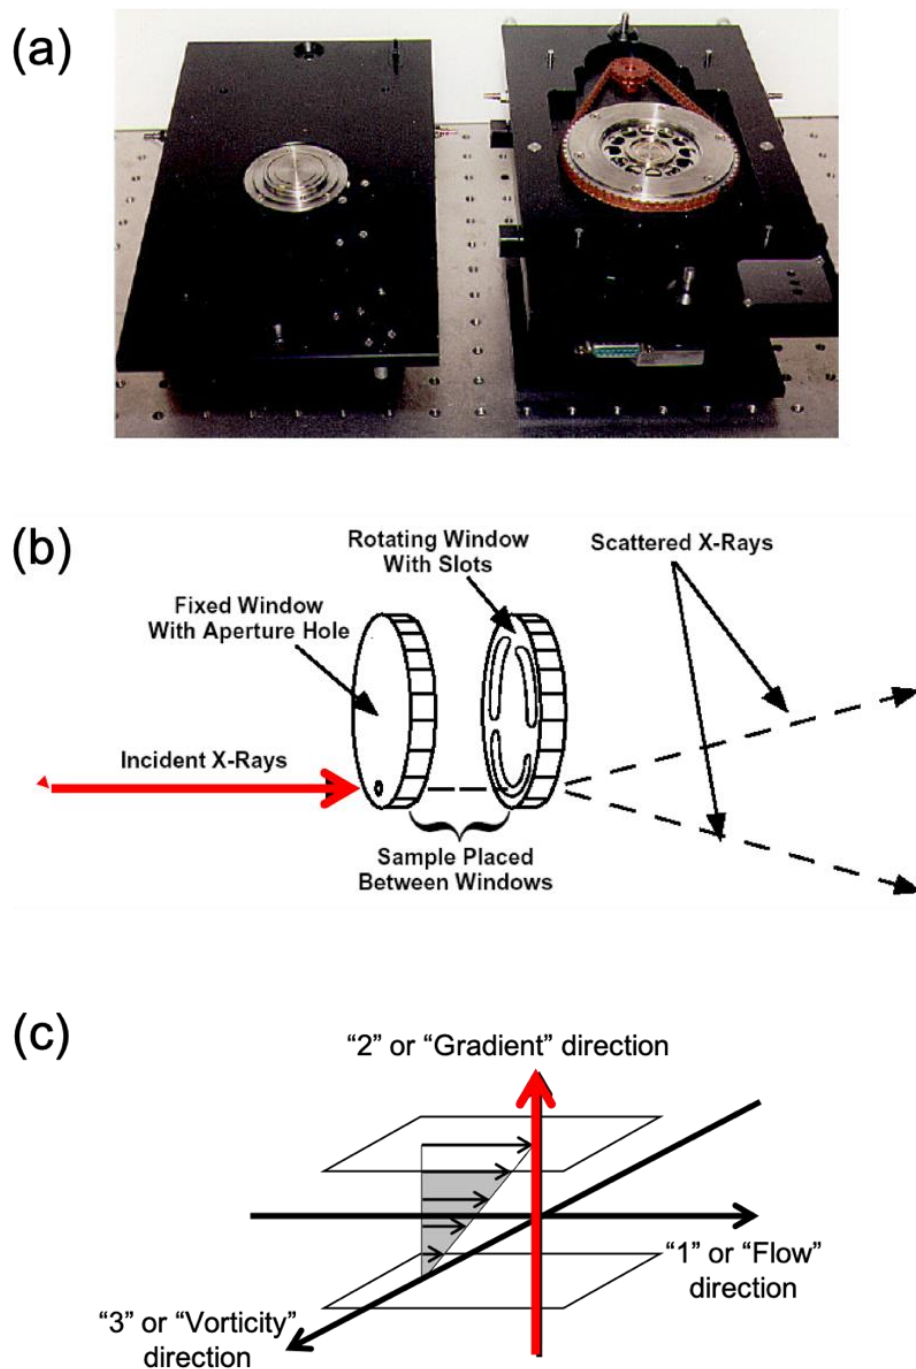 (a)
(b)
Rotating Window
With Slots
Scattered X-Rays
Fixed Window
With Aperture Hole
Incident X-Rays
Sample Placed
Between Windows
(c)
“2” or “Gradient” direction
“1” or “Flow”
direction
“3” or “Vorticity”
direction